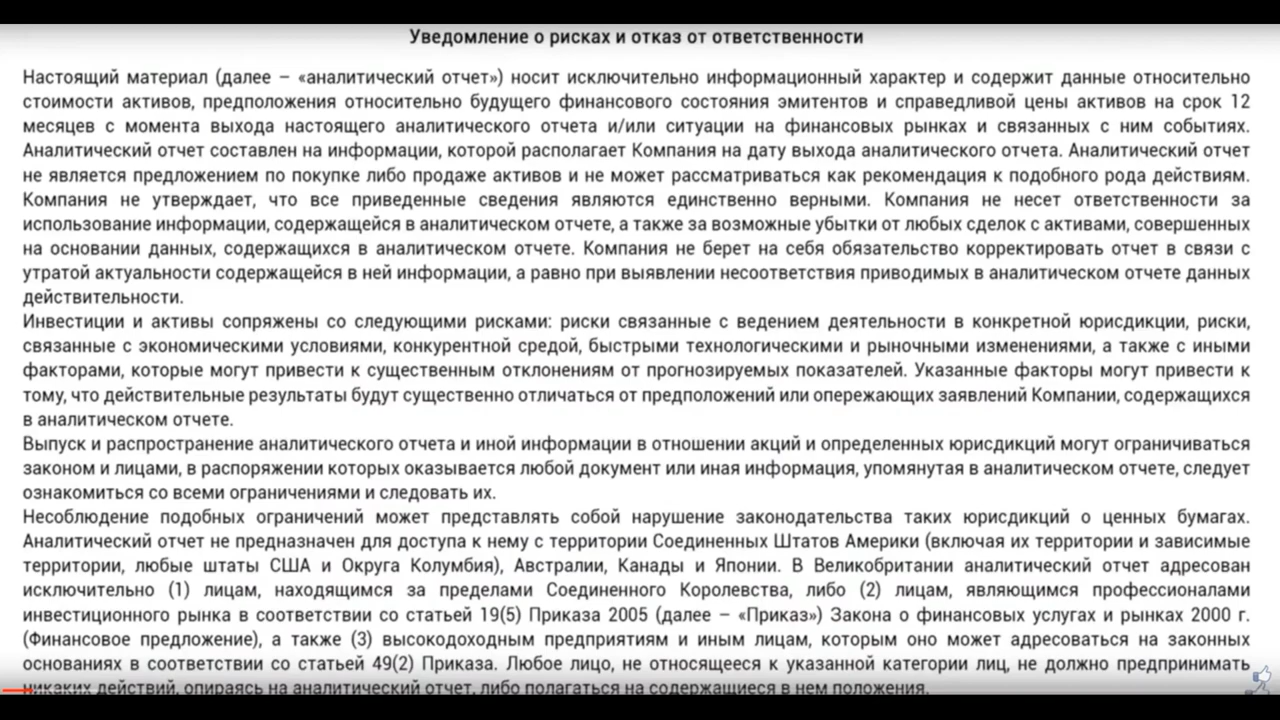 Уведомление о рисках и отказ от ответственности
Настоящий материал (далее – «аналитический отчет») носит исключительно информационный характер и содержит данные относительно
стоимости активов, предположения относительно будущего финансового состояния эмитентов и справедливой цены активов на срок 12
месяцев с момента выхода настоящего аналитического отчета и/или ситуации на финансовых рынках и связанных с ним событиях.
Аналитический отчет составлен на информации, которой располагает Компания на дату выхода аналитического отчета. Аналитический отчет
не является предложением по покупке либо продаже активов и не может рассматриваться как рекомендация к подобного рода действиям.
Компания не утверждает, что все приведенные сведения являются единственно верными. Компания не несет ответственности за
использование информации, содержащейся в аналитическом отчете, а также за возможные убытки от любых сделок с активами, совершенных
на основании данных, содержащихся в аналитическом отчете. Компания не берет на себя обязательство корректировать отчет в связи с
утратой актуальности содержащейся в ней информации, а равно при выявлении несоответствия приводимых в аналитическом отчете данных
действительности.
Инвестиции и активы сопряжены со следующими рисками: риски связанные с ведением деятельности в конкретной юрисдикции, риски,
связанные с экономическими условиями, конкурентной средой, быстрыми технологическими и рыночными изменениями, а также с иными
факторами, которые могут привести к существенным отклонениям от прогнозируемых показателей. Указанные факторы могут привести к
тому, что действительные результаты будут существенно отличаться от предположений или опережающих заявлений Компании, содержащихся
в аналитическом отчете.
Выпуск и распространение аналитического отчета и иной информации в отношении акций и определенных юрисдикций могут ограничиваться
законом и лицами, в распоряжении которых оказывается любой документ или иная информация, упомянутая в аналитическом отчете, следует
ознакомиться со всеми ограничениями и следовать их.
Несоблюдение подобных ограничений может представлять собой нарушение законодательства таких юрисдикций о ценных бумагах.
Аналитический отчет не предназначен для доступа к нему с территории Соединенных Штатов Америки (включая их территории и зависимые
территории, любые штаты США и Округа Колумбия), Австралии, Канады и Японии. В Великобритании аналитический отчет адресован
исключительно (1) лицам, находящимся за пределами Соединенного Королевства, либо (2) лицам, являющимся профессионалами
инвестиционного рынка в соответствии со статьей 19(5) Приказа 2005 (далее – «Приказ») Закона о финансовых услугах и рынках 2000 г.
(Финансовое предложение), а также (3) высокодоходным предприятиям и иным лицам, которым оно может адресоваться на законных
основаниях в соответствии со статьей 49(2) Приказа. Любое лицо, не относящееся к указанной категории лиц, не должно предпринимать
никаких действий, опираясь на аналитический отчет, либо полагаться на содержащиеся в нем положения.